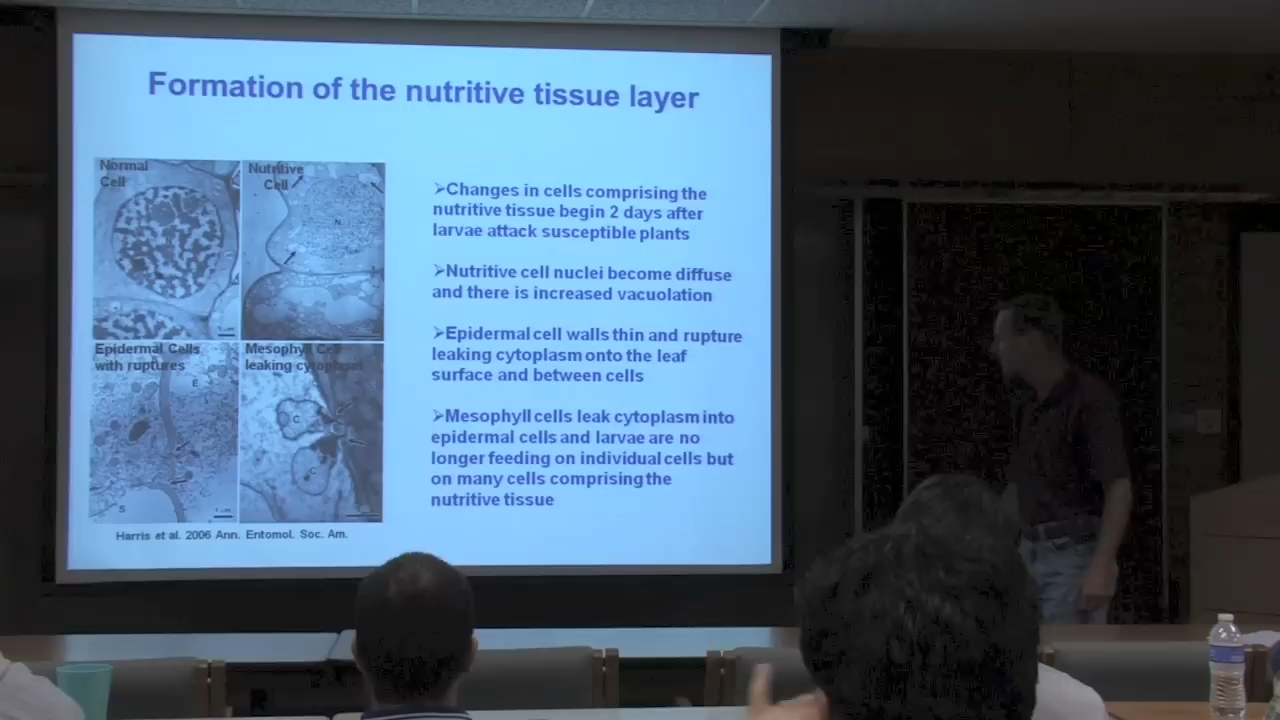 Formation of the nutritive tissue layer
Normal
Cell
Nutritive
Cell
N
Epidermal Cells
with ruptures
E
S
Mesophyll Cell
leaking cytoplasm
C
Harris et al. 2006 Ann. Entomol. Soc. Am.
➢Changes in cells comprising the
nutritive tissue begin 2 days after
larvae attack susceptible plants
➢Nutritive cell nuclei become diffuse
and there is increased vacuolation
➢Epidermal cell walls thin and rupture
leaking cytoplasm onto the leaf
surface and between cells
➢Mesophyll cells leak cytoplasm into
epidermal cells and larvae are no
longer feeding on individual cells but
on many cells comprising the
nutritive tissue